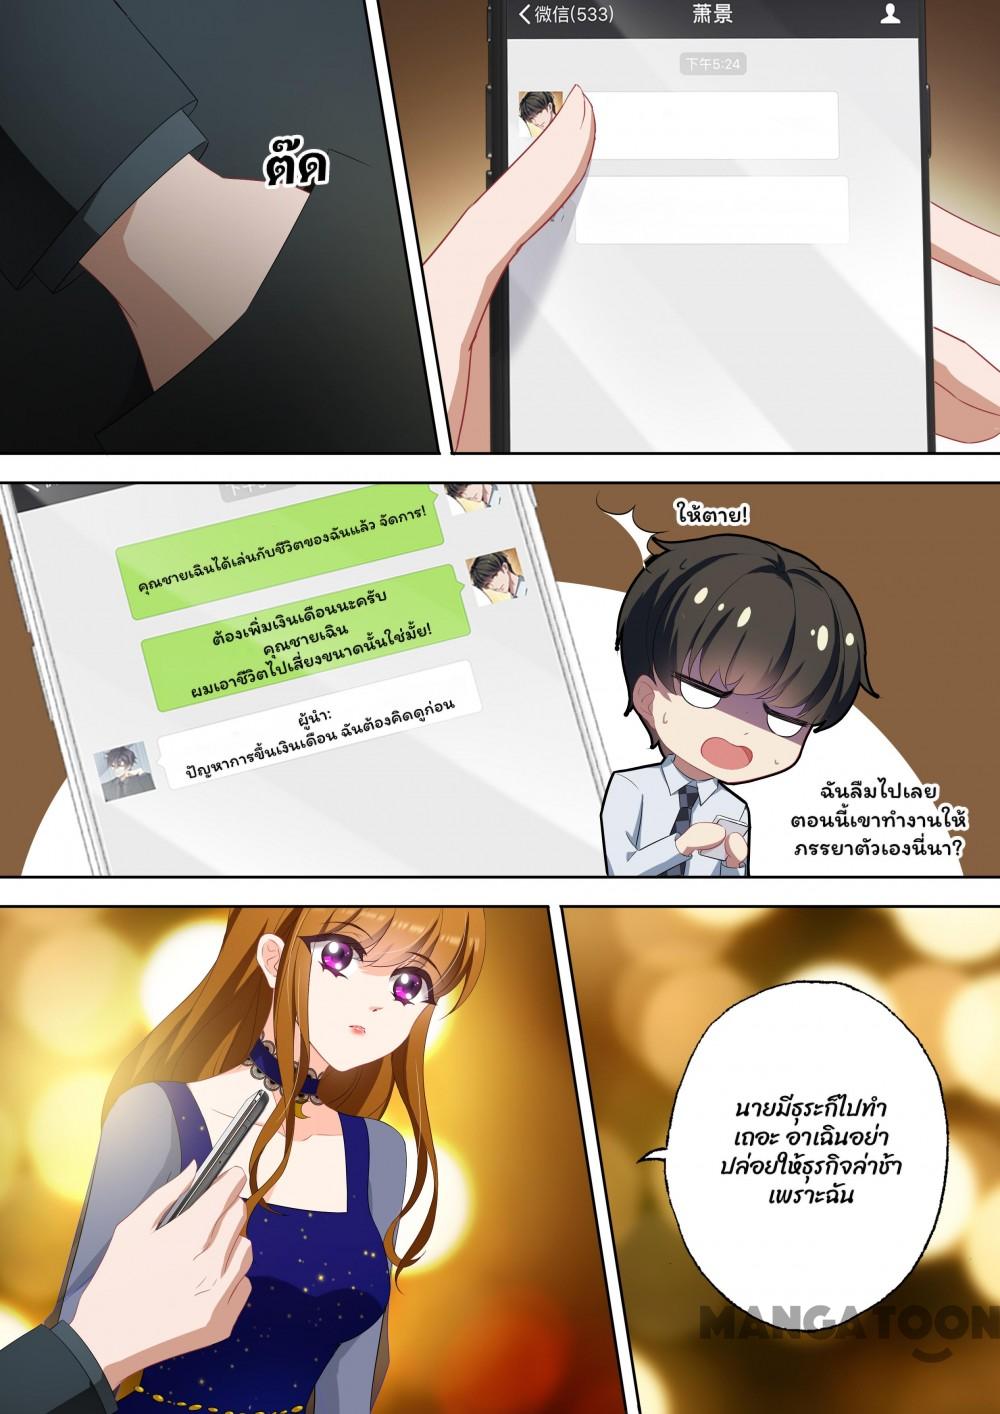 ตี๊ด
微信(533)
萧景
下午5:24
คุณชายเฉินได้เล่นกับชีวิตของฉันแล้ว จัดการ!
ต้องเพิ่มเงินเดือนนะครับ
คุณชายเฉิน
ผมเอาชีวิตไปเสี่ยงขนาดนั้นใช่มั้ย!
ผู้นำ:
ปัญหาการขึ้นเงินเดือน ฉันต้องคิดดูก่อน
ให้ตาย!
ฉันลืมไปเลย
ตอนนี้เขาทำงานให้
ภรรยาตัวเองนี่นา?
นายมีธุระก็ไปทำ
เถอะ อาเฉินอย่า
ปล่อยให้ธุรกิจล่าช้า
เพราะฉัน
MANGATOON